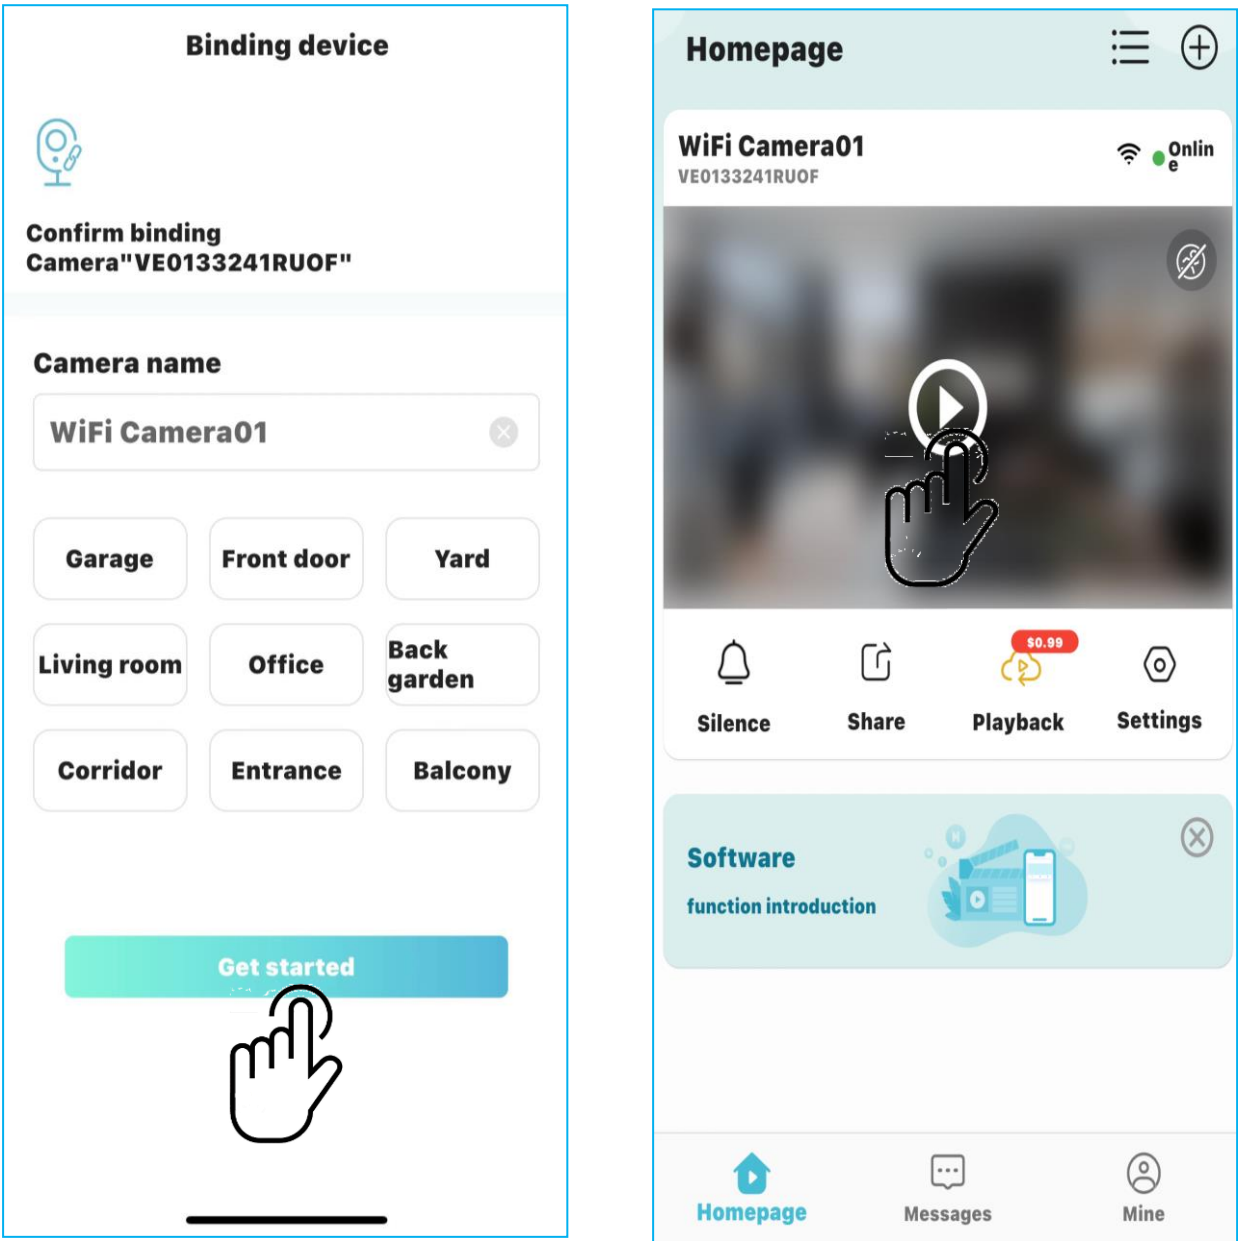 Binding device
Confirm binding
Camera"VE0133241RUOF"
Camera name
WiFi Camera01
Garage
Front door
Yard
Living room
Office
Back
garden
Corridor
Entrance
Balcony
Get started
Homepage
WiFi Camera01
VE0133241RUOF
Onlin
e
$0.99
Silence
Share
Playback
Settings
Software
function introduction
Homepage
Messages
Mine